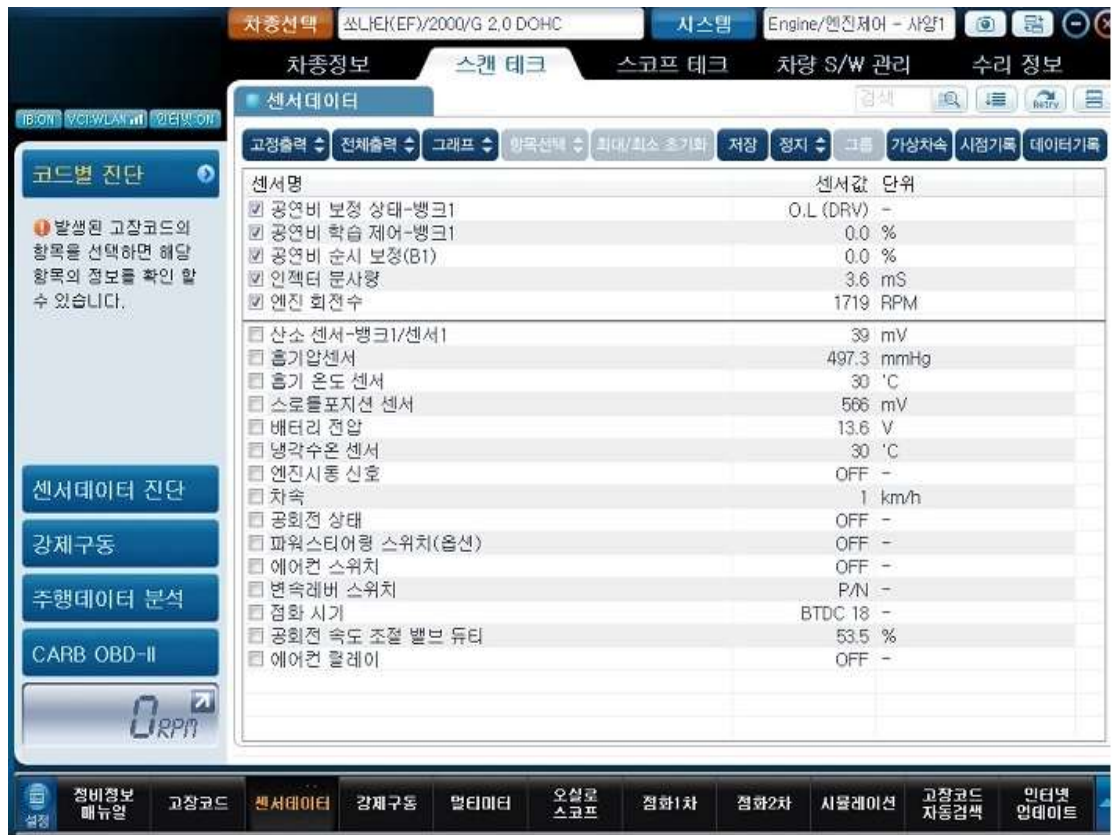 차종선택 쏘나타(EF)/2000/G 2.0 DOHC 시스템 Engine/엔진제어 - 사양1
차종정보 스캔 테크 스코프 테크 차량 S/W 관리 수리 정보
센서데이터 검색 Retry
IB:ON VCI:WLAN 인터넷:ON
고정출력 전체출력 그래프 항목선택 최대/최소 초기화 저장 정지 그룹 가상차속 시점기록 데이터기록
코드별 진단
발생된 고장코드의
항목을 선택하면 해당
항목의 정보를 확인 할
수 있습니다.
센서데이터 진단
강제구동
주행데이터 분석
CARB OBD-II
0 RPM
센서명 센서값 단위
공연비 보정 상태-뱅크1 O.L (DRV) -
공연비 학습 제어-뱅크1 0.0 %
공연비 순시 보정(B1) 0.0 %
인젝터 분사량 3.6 mS
엔진 회전수 1719 RPM
산소 센서-뱅크1/센서1 39 mV
흡기압센서 497.3 mmHg
흡기 온도 센서 30 'C
스로틀포지션 센서 566 mV
배터리 전압 13.6 V
냉각수온 센서 30 'C
엔진시동 신호 OFF -
차속 1 km/h
공회전 상태 OFF -
파워스티어링 스위치(옵션) OFF -
에어컨 스위치 OFF -
변속레버 스위치 P/N -
점화 시기 BTDC 18 -
공회전 속도 조절 밸브 듀티 53.5 %
에어컨 릴레이 OFF -
설정 정비정보 매뉴얼 고장코드 센서데이터 강제구동 멀티미터 오실로 스코프 점화1차 점화2차 시뮬레이션 고장코드 자동검색 인터넷 업데이트